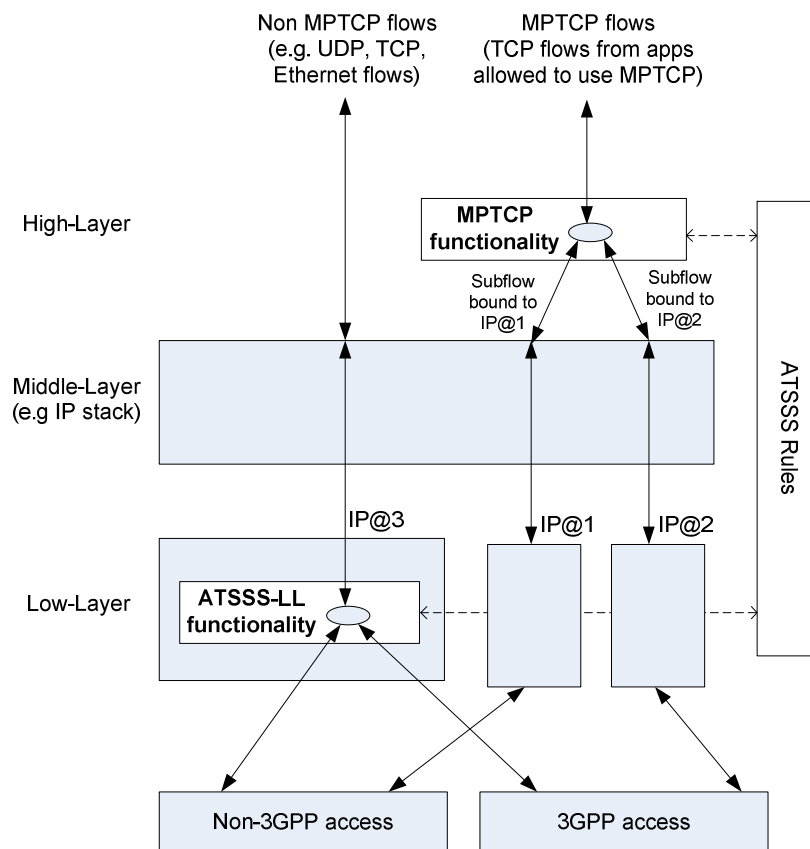 Non MPTCP flows
(e.g. UDP, TCP,
Ethernet flows)
MPTCP flows
(TCP flows from apps
allowed to use MPTCP)
High-Layer
MPTCP
functionality
Subflow
bound to
IP@1
Subflow
bound to
IP@2
Middle-Layer
(e.g IP stack)
ATSSS Rules
IP@3
IP@1
IP@2
Low-Layer
ATSSS-LL
functionality
Non-3GPP access
3GPP access